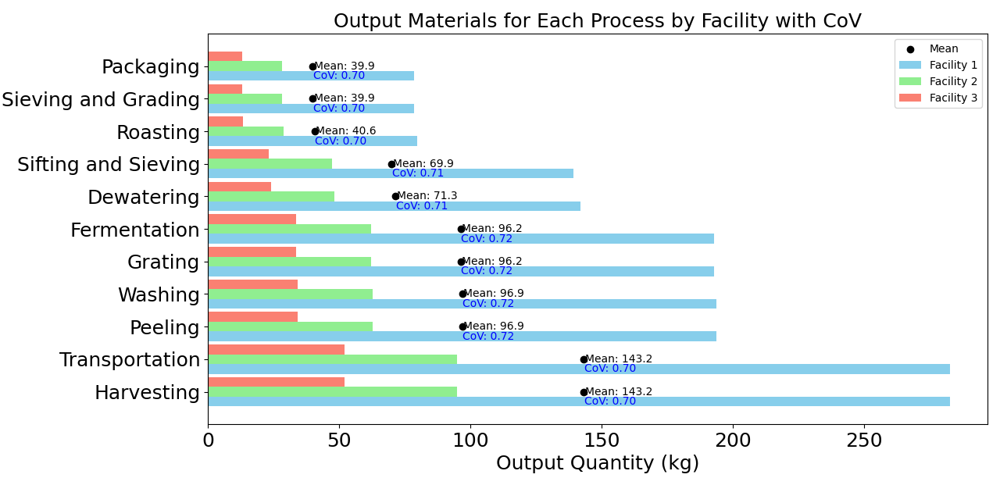 Output Materials for Each Process by Facility with CoV
Mean
Facility 1
Facility 2
Facility 3
Packaging
Mean: 39.9
CoV: 0.70
Sieving and Grading
Mean: 39.9
CoV: 0.70
Roasting
Mean: 40.6
CoV: 0.70
Sifting and Sieving
Mean: 69.9
CoV: 0.71
Dewatering
Mean: 71.3
CoV: 0.71
Fermentation
Mean: 96.2
CoV: 0.72
Grating
Mean: 96.2
CoV: 0.72
Washing
Mean: 96.9
CoV: 0.72
Peeling
Mean: 96.9
CoV: 0.72
Transportation
Mean: 143.2
CoV: 0.70
Harvesting
Mean: 143.2
CoV: 0.70
0 50 100 150 200 250
Output Quantity (kg)